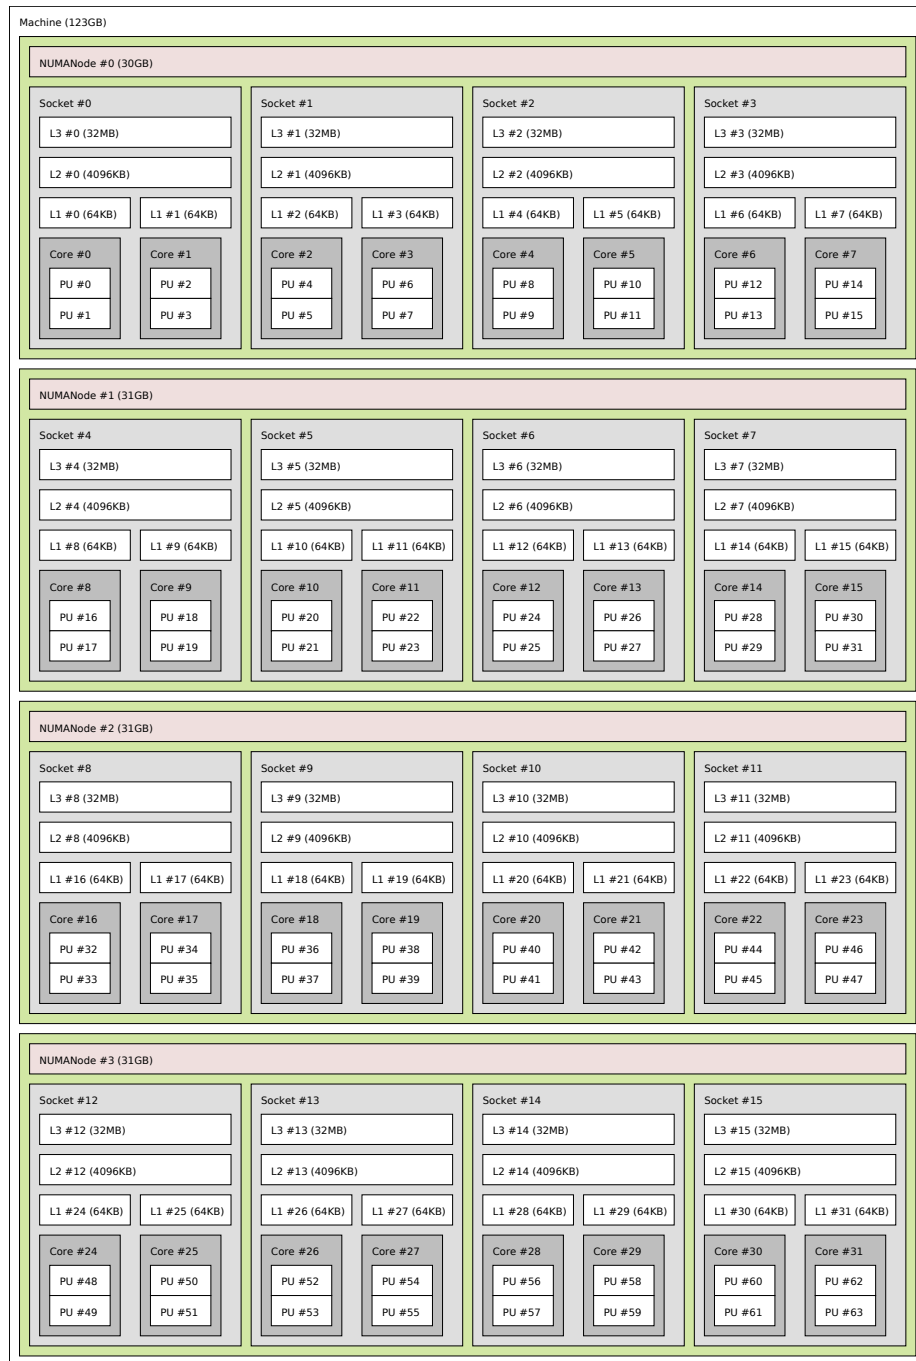 Machine (123GB)
NUMANode #0 (30GB)
Socket #0 Socket #1 Socket #2 Socket #3
L3 #0 (32MB) L3 #1 (32MB) L3 #2 (32MB) L3 #3 (32MB)
L2 #0 (4096KB) L2 #1 (4096KB) L2 #2 (4096KB) L2 #3 (4096KB)
L1 #0 (64KB) L1 #1 (64KB) L1 #2 (64KB) L1 #3 (64KB) L1 #4 (64KB) L1 #5 (64KB) L1 #6 (64KB) L1 #7 (64KB)
Core #0 Core #1 Core #2 Core #3 Core #4 Core #5 Core #6 Core #7
PU #0 PU #2 PU #4 PU #6 PU #8 PU #10 PU #12 PU #14
PU #1 PU #3 PU #5 PU #7 PU #9 PU #11 PU #13 PU #15
NUMANode #1 (31GB)
Socket #4 Socket #5 Socket #6 Socket #7
L3 #4 (32MB) L3 #5 (32MB) L3 #6 (32MB) L3 #7 (32MB)
L2 #4 (4096KB) L2 #5 (4096KB) L2 #6 (4096KB) L2 #7 (4096KB)
L1 #8 (64KB) L1 #9 (64KB) L1 #10 (64KB) L1 #11 (64KB) L1 #12 (64KB) L1 #13 (64KB) L1 #14 (64KB) L1 #15 (64KB)
Core #8 Core #9 Core #10 Core #11 Core #12 Core #13 Core #14 Core #15
PU #16 PU #18 PU #20 PU #22 PU #24 PU #26 PU #28 PU #30
PU #17 PU #19 PU #21 PU #23 PU #25 PU #27 PU #29 PU #31
NUMANode #2 (31GB)
Socket #8 Socket #9 Socket #10 Socket #11
L3 #8 (32MB) L3 #9 (32MB) L3 #10 (32MB) L3 #11 (32MB)
L2 #8 (4096KB) L2 #9 (4096KB) L2 #10 (4096KB) L2 #11 (4096KB)
L1 #16 (64KB) L1 #17 (64KB) L1 #18 (64KB) L1 #19 (64KB) L1 #20 (64KB) L1 #21 (64KB) L1 #22 (64KB) L1 #23 (64KB)
Core #16 Core #17 Core #18 Core #19 Core #20 Core #21 Core #22 Core #23
PU #32 PU #34 PU #36 PU #38 PU #40 PU #42 PU #44 PU #46
PU #33 PU #35 PU #37 PU #39 PU #41 PU #43 PU #45 PU #47
NUMANode #3 (31GB)
Socket #12 Socket #13 Socket #14 Socket #15
L3 #12 (32MB) L3 #13 (32MB) L3 #14 (32MB) L3 #15 (32MB)
L2 #12 (4096KB) L2 #13 (4096KB) L2 #14 (4096KB) L2 #15 (4096KB)
L1 #24 (64KB) L1 #25 (64KB) L1 #26 (64KB) L1 #27 (64KB) L1 #28 (64KB) L1 #29 (64KB) L1 #30 (64KB) L1 #31 (64KB)
Core #24 Core #25 Core #26 Core #27 Core #28 Core #29 Core #30 Core #31
PU #48 PU #50 PU #52 PU #54 PU #56 PU #58 PU #60 PU #62
PU #49 PU #51 PU #53 PU #55 PU #57 PU #59 PU #61 PU #63